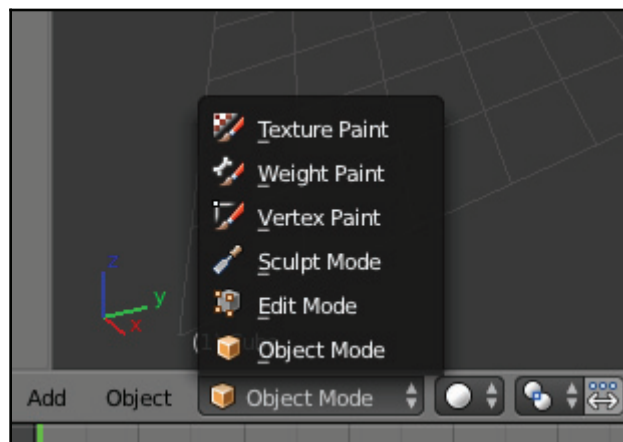 Texture Paint
Weight Paint
Vertex Paint
Sculpt Mode
Edit Mode
Object Mode
z
y
x
Add Object Object Mode